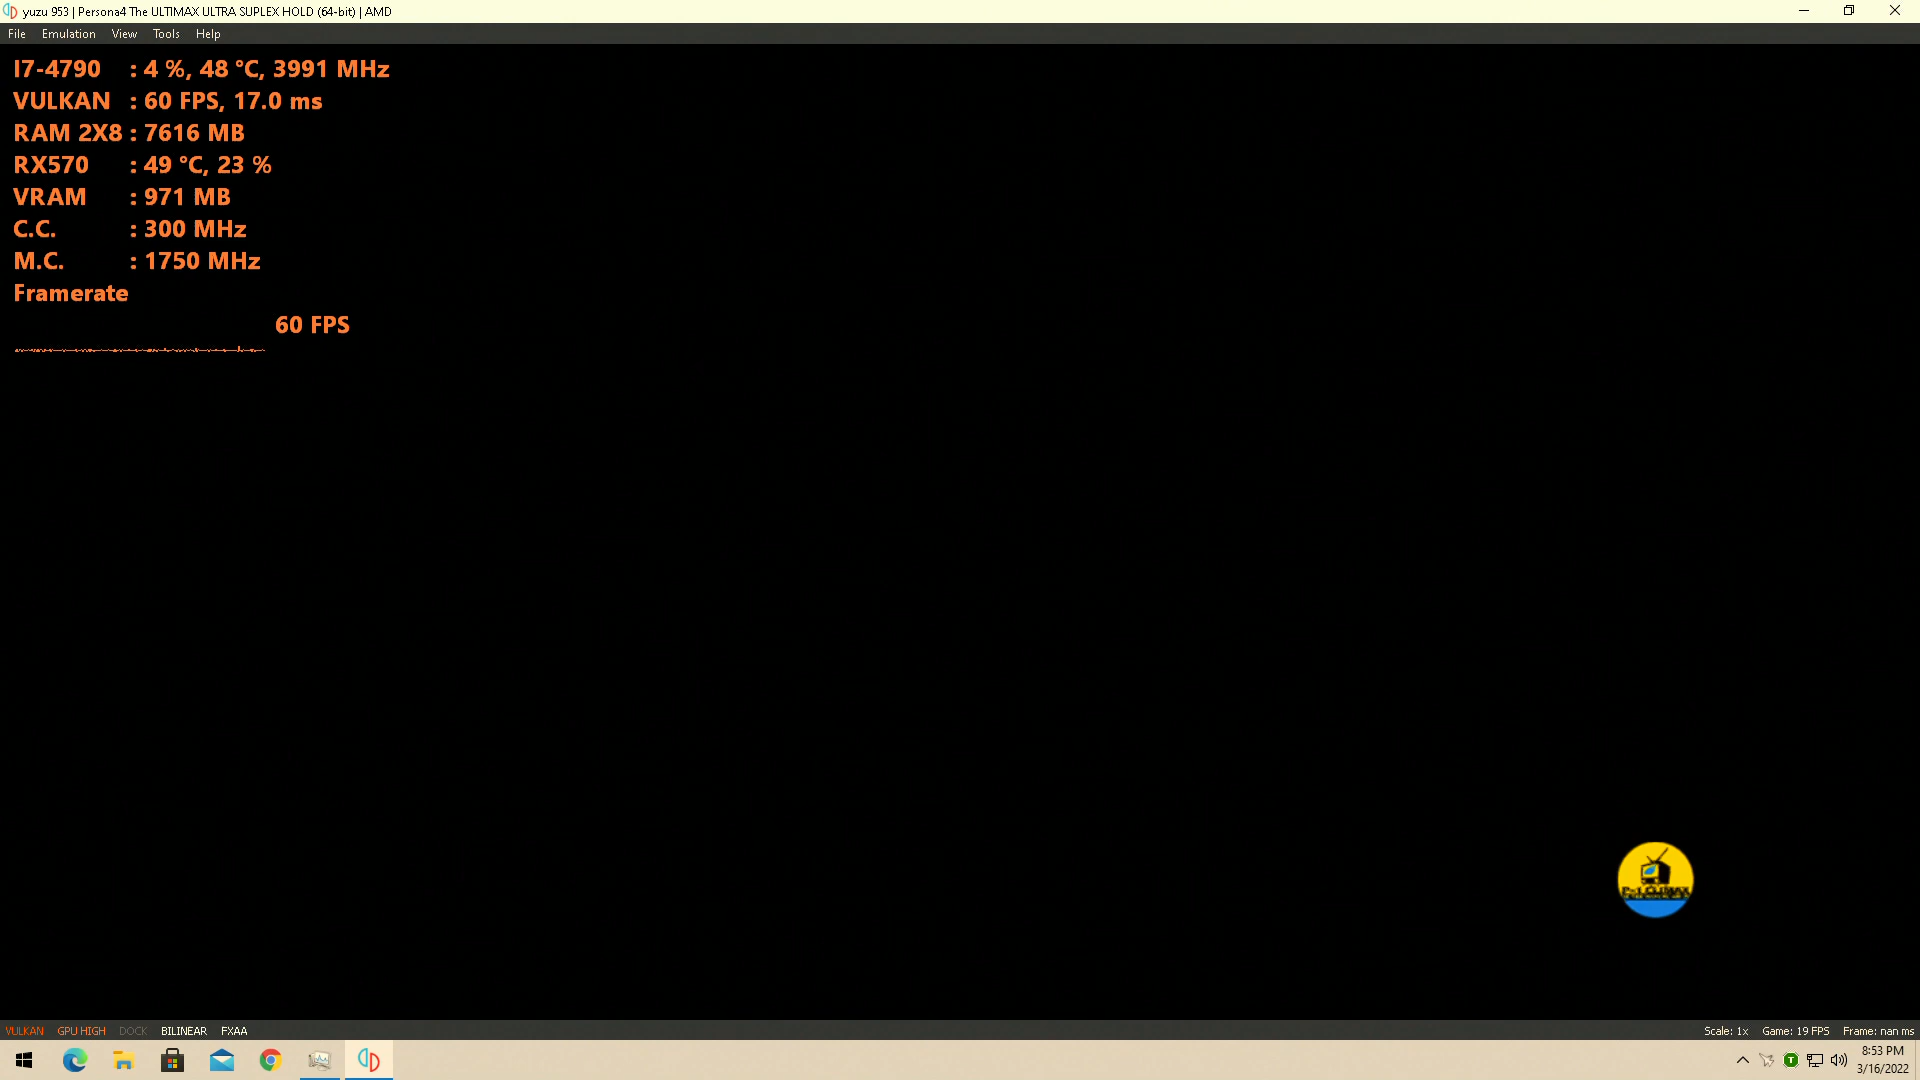 yuzu 953 | Persona4 The ULTIMAX ULTRA SUPLEX HOLD (64-bit) | AMD
File Emulation View Tools Help
I7-4790 : 4 %, 48 °C, 3991 MHz
VULKAN : 60 FPS, 17.0 ms
RAM 2X8 : 7616 MB
RX570 : 49 °C, 23 %
VRAM : 971 MB
C.C. : 300 MHz
M.C. : 1750 MHz
Framerate
60 FPS
VULKAN GPU HIGH DOCK BILINEAR FXAA
Scale: 1x Game: 19 FPS Frame: nan ms
T
8:53 PM
3/16/2022